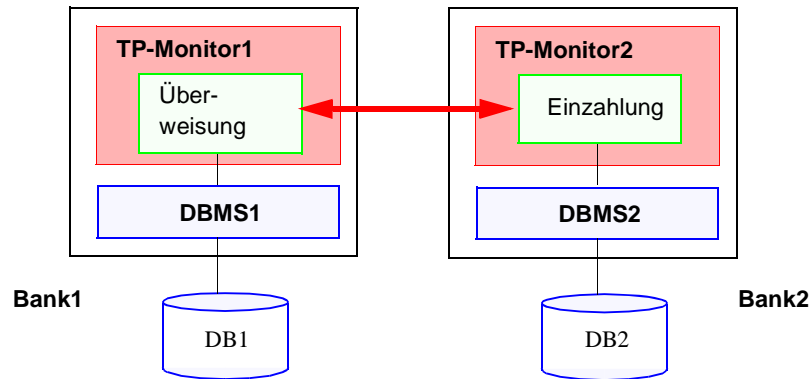 TP-Monitor1
Über-
weisung
DBMS1
Bank1
DB1
TP-Monitor2
Einzahlung
DBMS2
DB2
Bank2